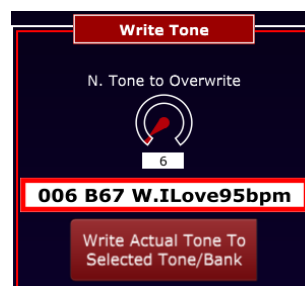 Write Tone
N. Tone to Overwrite
6
006 B67 W.ILove95bpm
Write Actual Tone To
Selected Tone/Bank